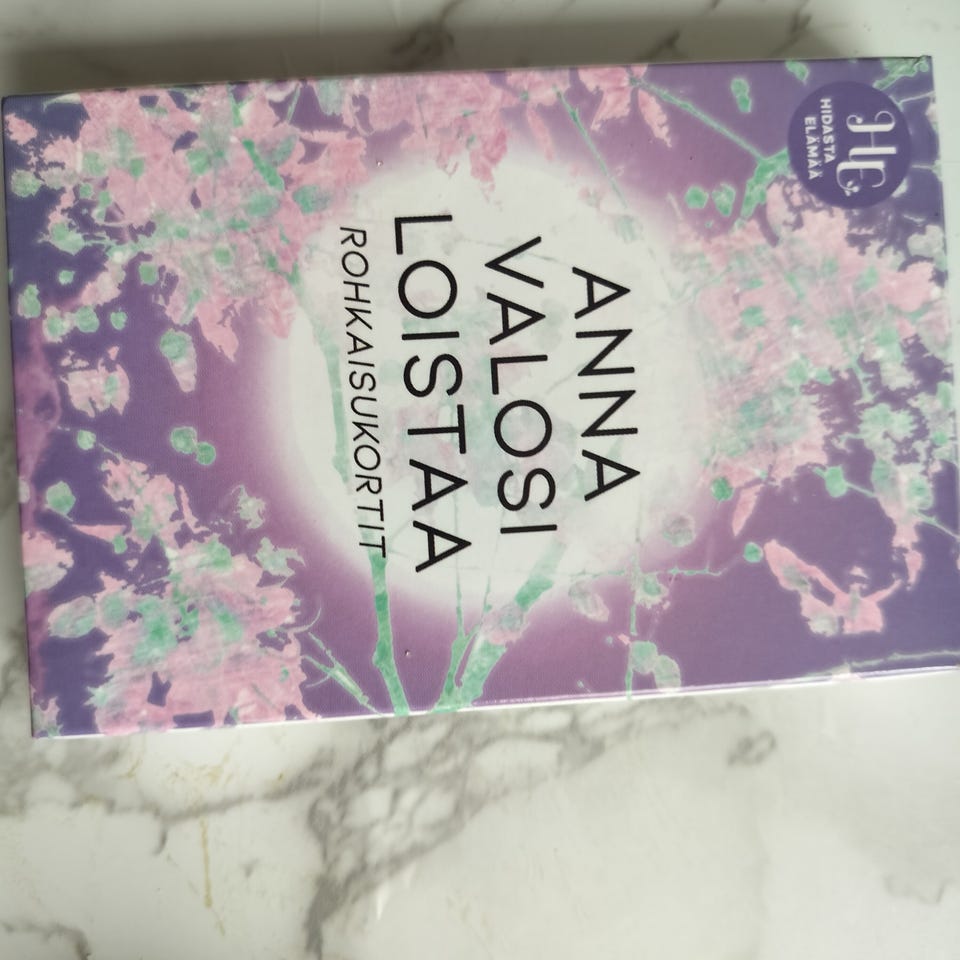 HE
HIDASTA
ELÄMÄÄ
ANNA
VALOSI
LOISTAA
ROHKAISUKORTIT